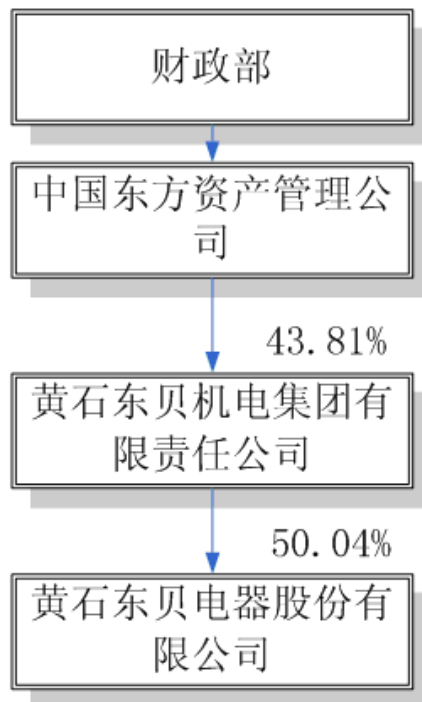 财政部
中国东方资产管理公
司
43.81%
黄石东贝机电集团有
限责任公司
50.04%
黄石东贝电器股份有
限公司